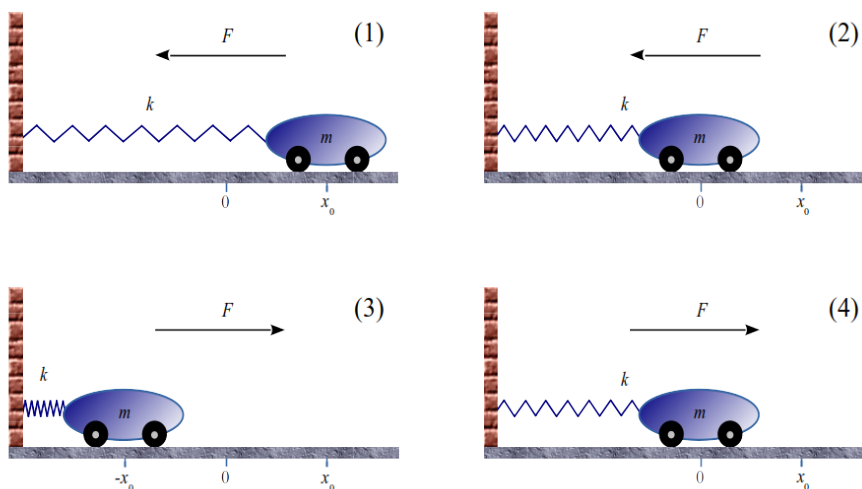 F (1)
k
m
0 x₀
F (2)
k
m
0 x₀
F (3)
k
m
-x₀ 0 x₀
F (4)
k
m
0 x₀